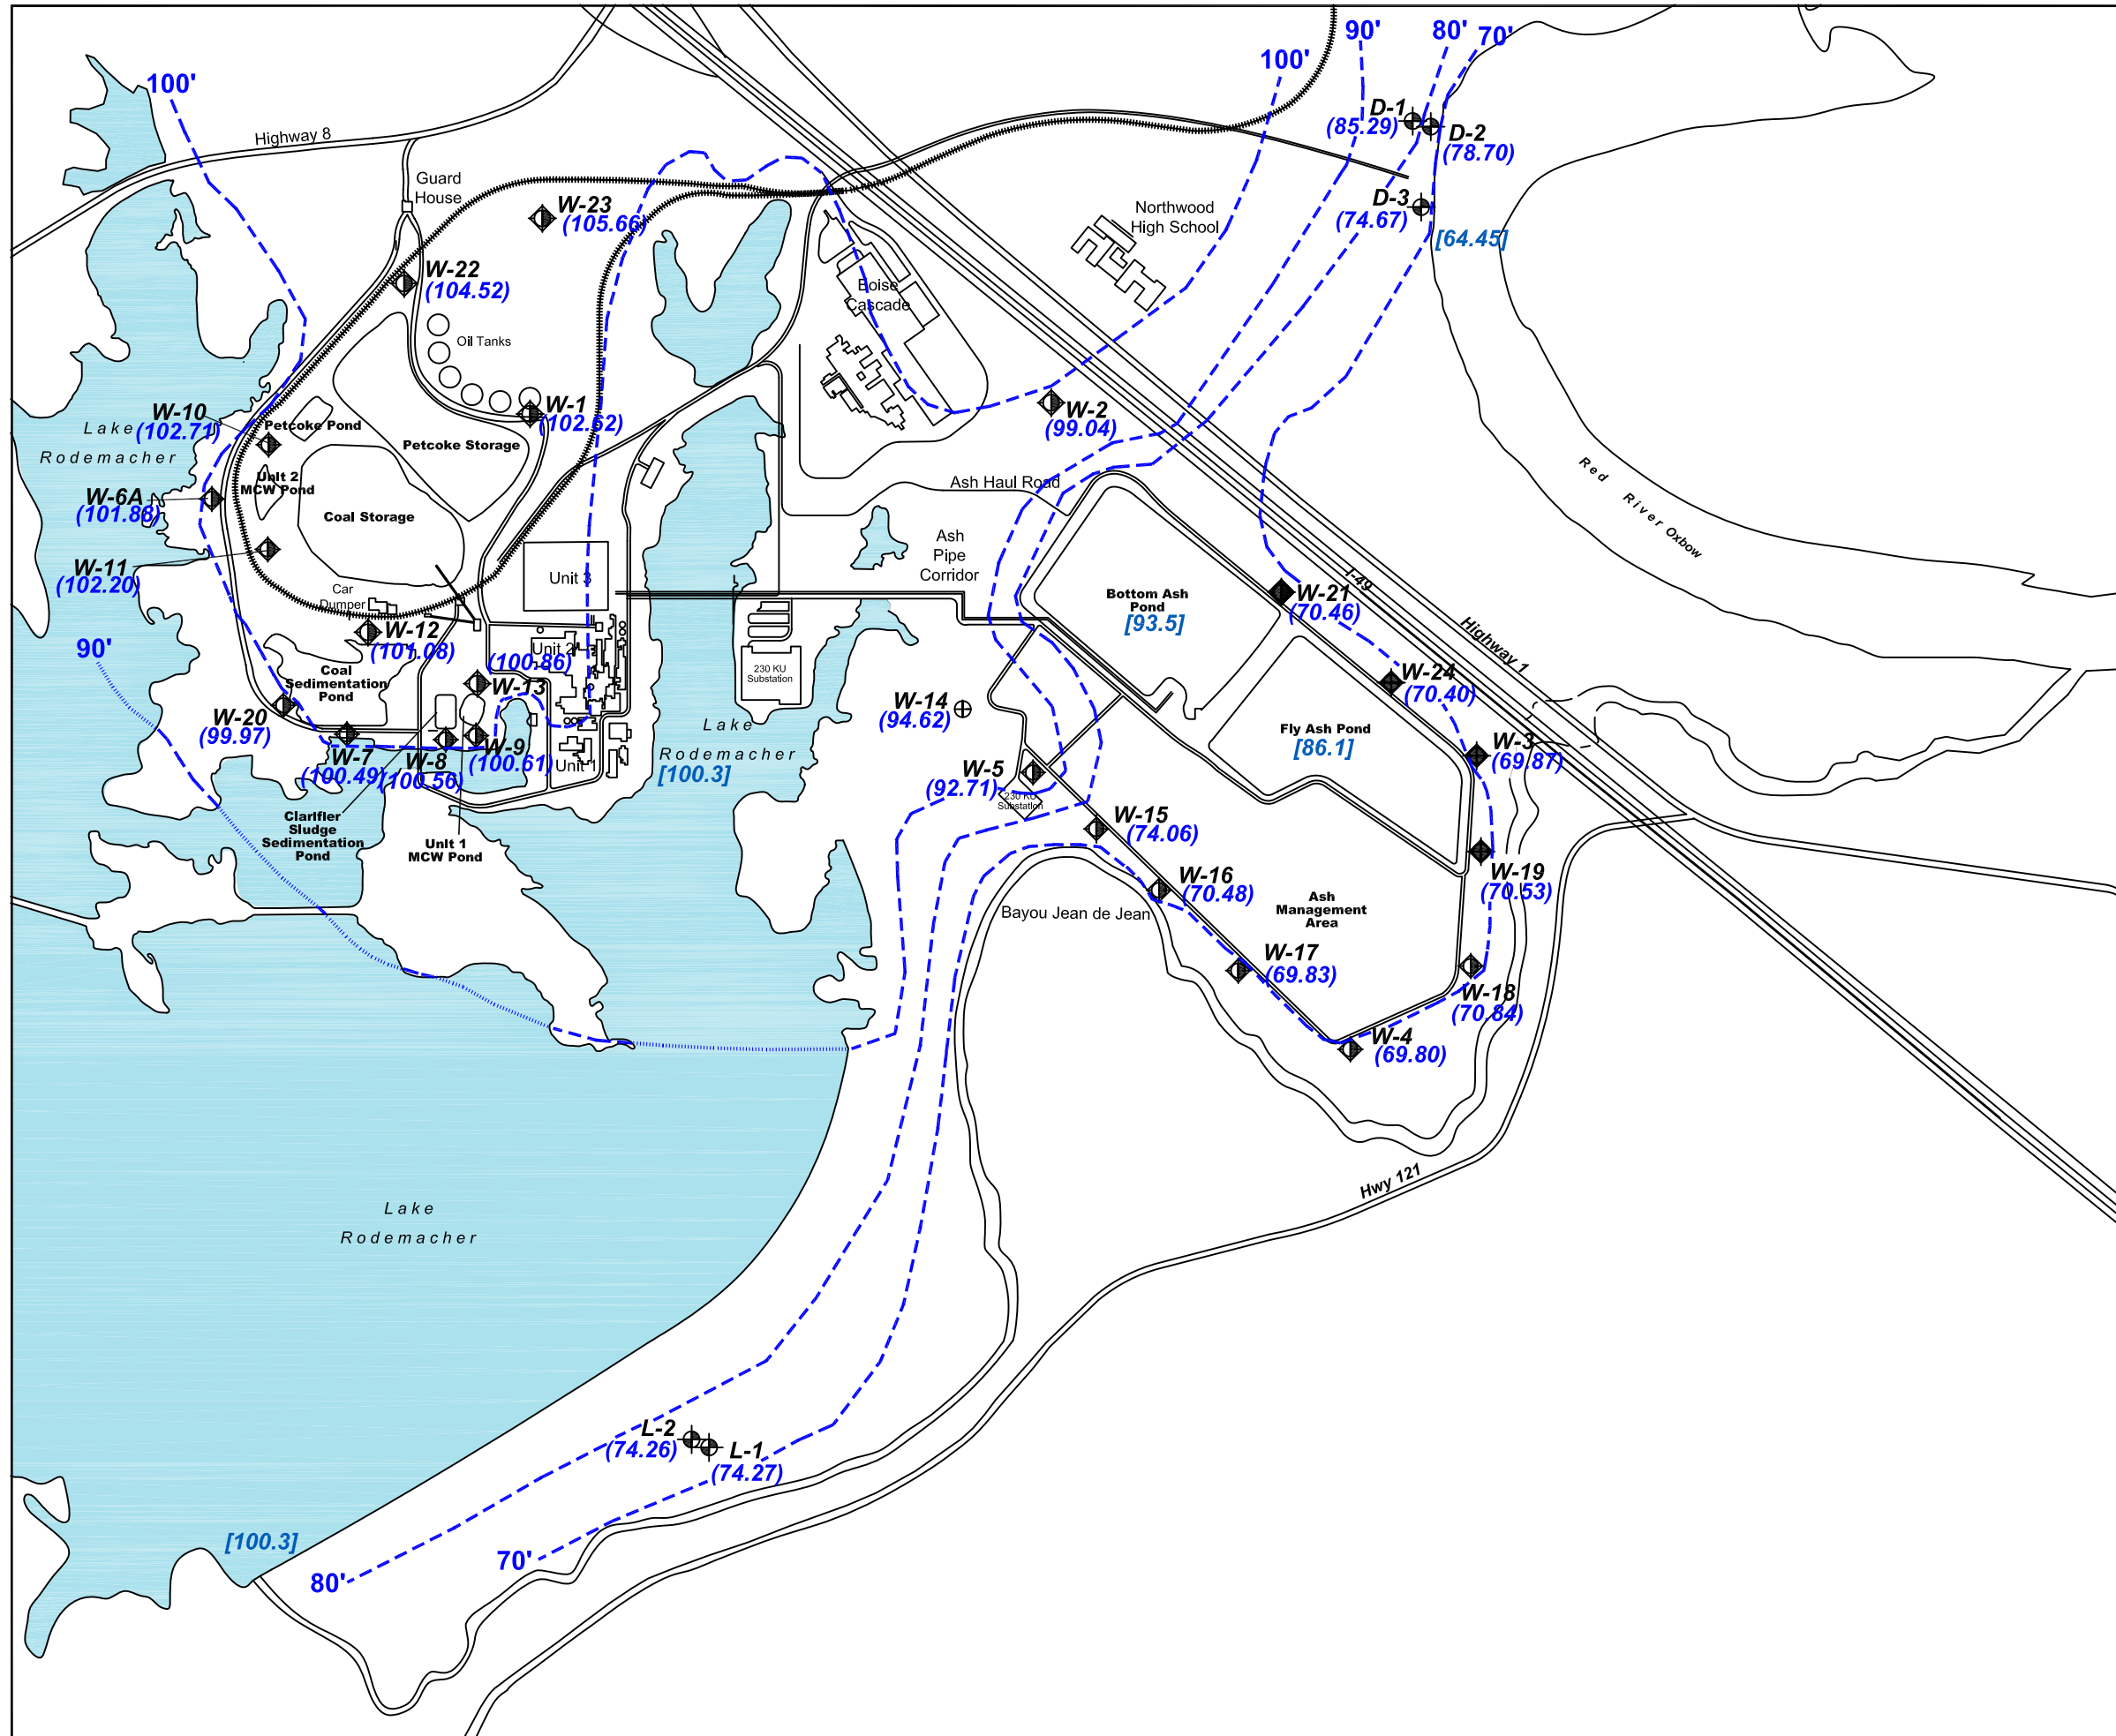 100'
90'
80'
70'
100'
Highway 8
D-1
(85.29)
D-2
(78.70)
Guard
House
W-23
(105.66)
D-3
(74.67)
[64.45]
Northwood
High School
W-22
(104.52)
Boise
Cascade
Oil Tanks
W-1
(102.62)
W-2
(99.04)
W-10
(102.71)
Lake
Rodemacher
Petcoke Pond
Petcoke Storage
Unit 2
MCW Pond
W-6A
(101.88)
Coal Storage
Ash Haul Road
Red River Oxbow
W-11
(102.20)
Unit 3
Ash
Pipe
Corridor
Car
Dumper
Bottom Ash
Pond
[93.5]
W-21
(70.46)
I-49
Highway 1
W-12
(101.08)
90'
Unit 2
(100.86)
W-13
Coal
Sedimentation
Pond
230 KU
Substation
W-24
(70.40)
W-20
(99.97)
W-14
(94.62)
Lake
Rodemacher
[100.3]
Fly Ash Pond
[86.1]
W-3
(69.87)
W-7
(100.49)
W-8
(100.56)
W-9
(100.61)
Unit 1
W-5
(92.71)
230 KU
Substation
Clarifier
Sludge
Sedimentation
Pond
Unit 1
MCW Pond
W-15
(74.06)
W-19
(70.53)
W-16
(70.48)
Bayou Jean de Jean
Ash
Management
Area
W-17
(69.83)
W-18
(70.84)
W-4
(69.80)
Hwy 121
Lake
Rodemacher
L-2
(74.26)
L-1
(74.27)
[100.3]
80'
70'